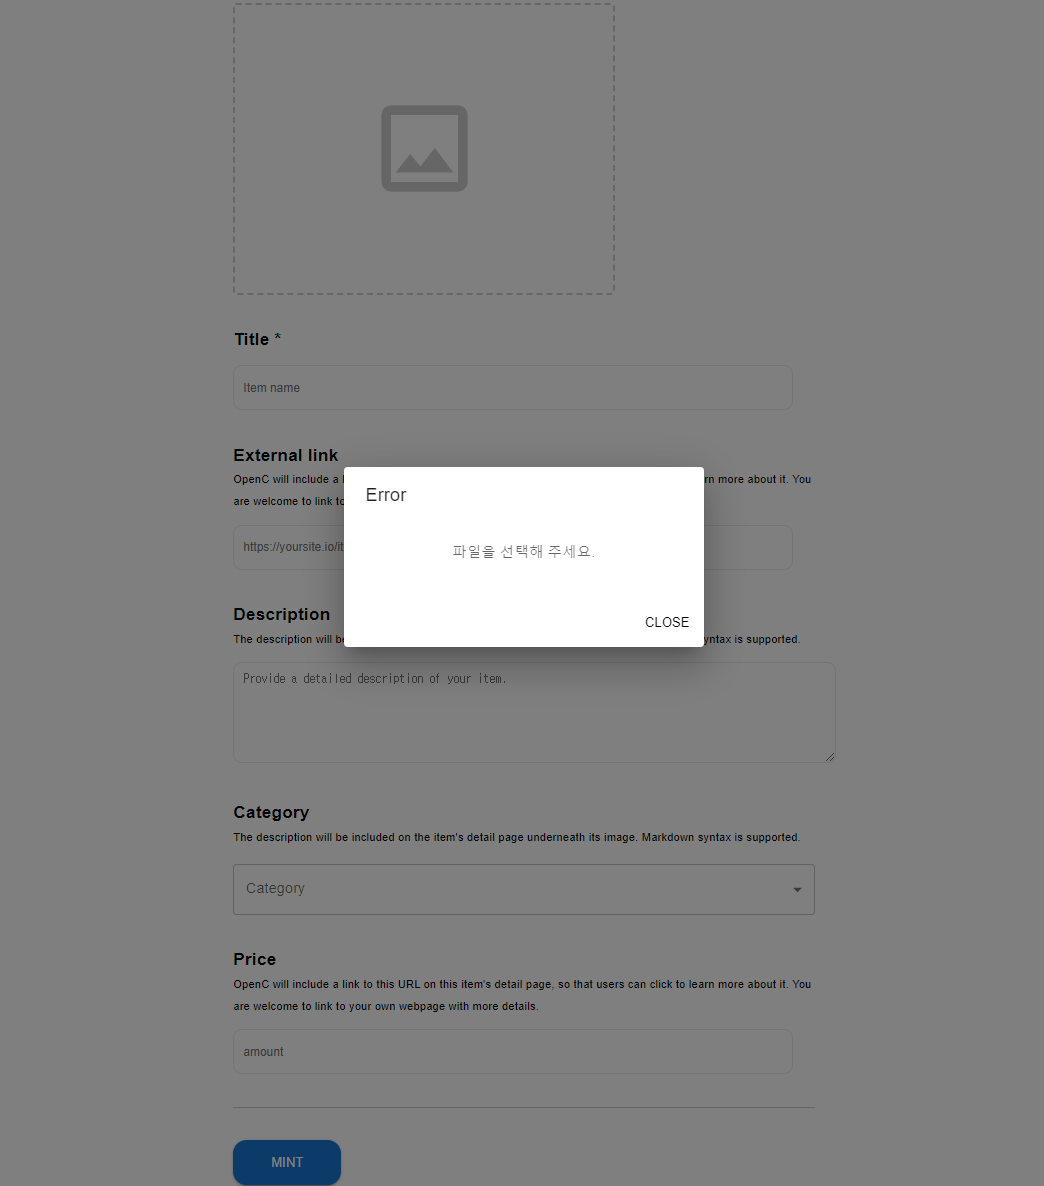 Title *
Item name
External link
OpenC will include a
rn more about it. You
are welcome to link to
https://yoursite.io/it
Error
파일을 선택해 주세요.
CLOSE
Description
The description will be
yntax is supported.
Provide a detailed description of your item.
Category
The description will be included on the item's detail page underneath its image. Markdown syntax is supported.
Category
Price
OpenC will include a link to this URL on this item's detail page, so that users can click to learn more about it. You
are welcome to link to your own webpage with more details.
amount
MINT